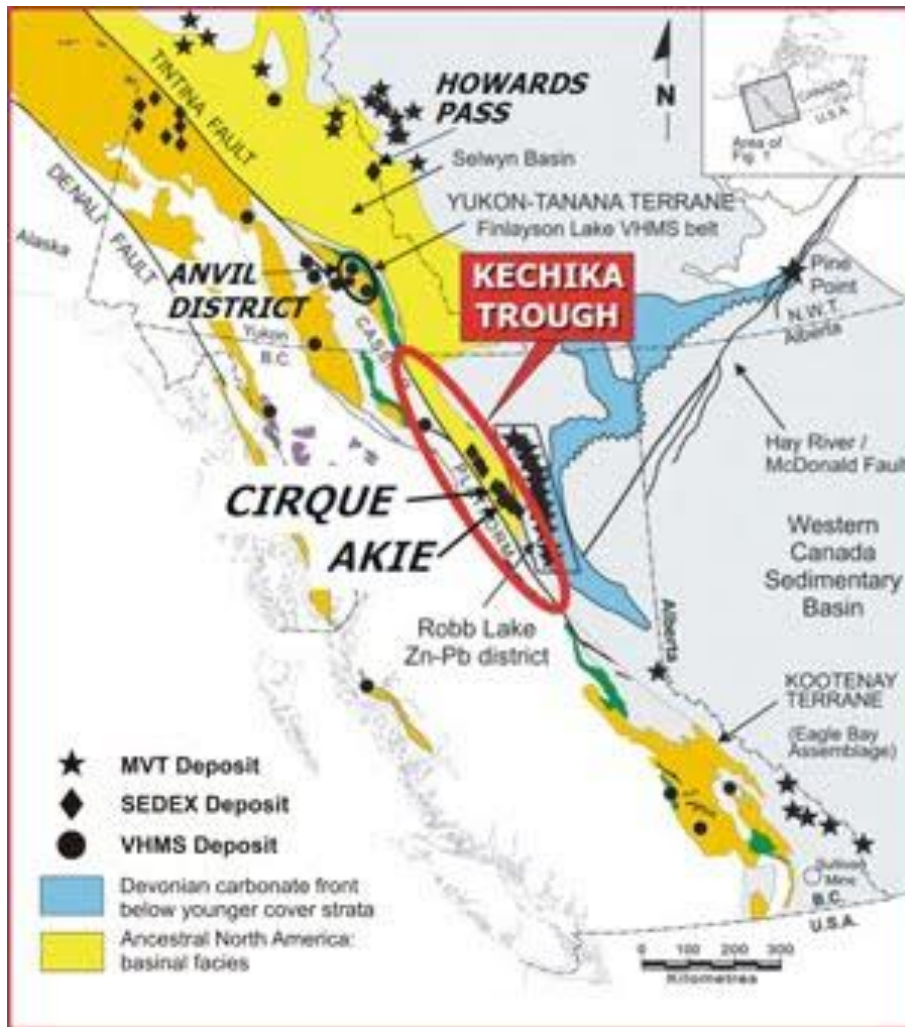 HOWARDS
PASS
N
CANADA
U.S.A.
Area of
Fig. 1
TINTINA FAULT
Selwyn Basin
DENALI
FAULT
YUKON-TANANA TERRANE
Finlayson Lake VHMS belt
Alaska
ANVIL
DISTRICT
KECHIKA
TROUGH
Pine
Point
N.W.T.
Alberta
Yukon
B.C.
Hay River /
McDonald Fault
CIRQUE
AKIE
PLATFORM
Western
Canada
Sedimentary
Basin
Robb Lake
Zn-Pb district
Alberta
KOOTENAY
TERRANE
(Eagle Bay
Assemblage)
MVT Deposit
SEDEX Deposit
VHMS Deposit
Sullivan
Mine
B.C.
U.S.A.
Devonian carbonate front
below younger cover strata
Ancestral North America:
basinal facies
0 100 200 300
Kilometres